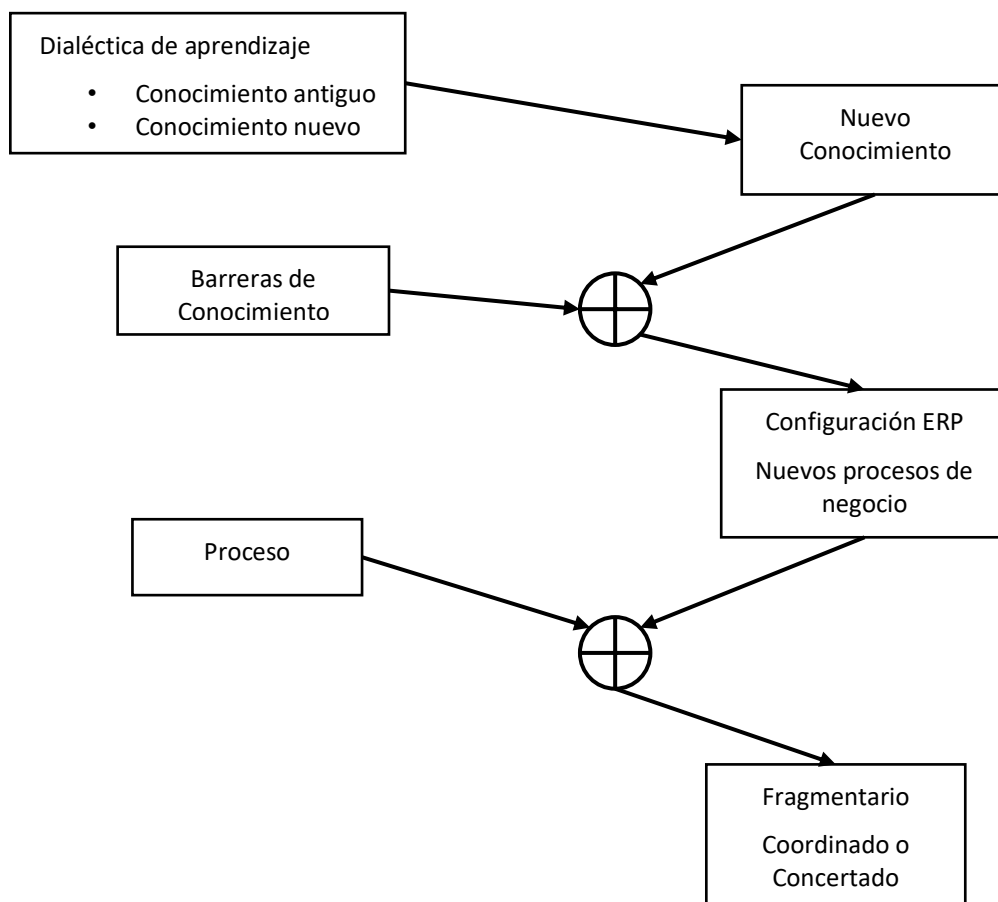 Dialéctica de aprendizaje
• Conocimiento antiguo
• Conocimiento nuevo
Nuevo
Conocimiento
Barreras de
Conocimiento
Configuración ERP
Nuevos procesos de
negocio
Proceso
Fragmentario
Coordinado o
Concertado